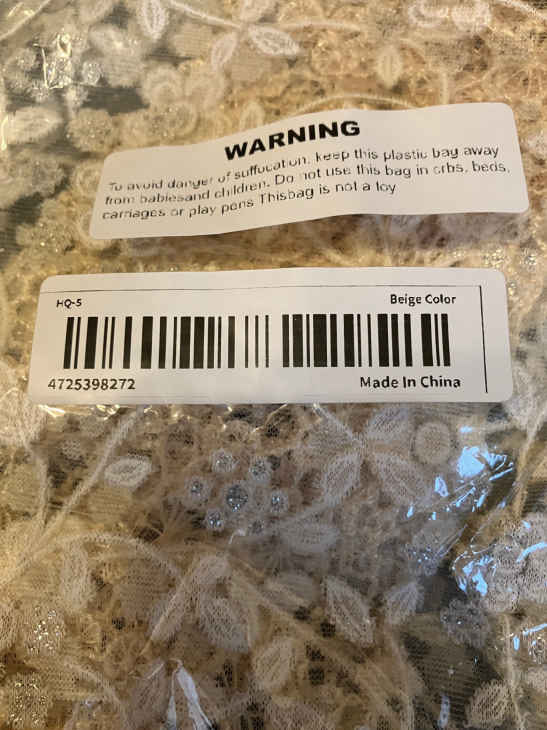 WARNING
To avoid danger of suffocation, keep this plastic bag away
from babiesand children. Do not use this bag in crbs, beds,
carriages or play pens Thisbag is not a toy
HQ-5
Beige Color
4725398272
Made In China